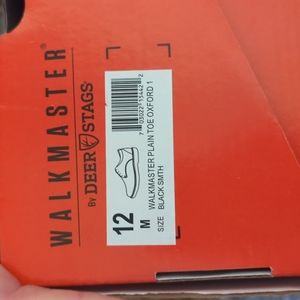 WALKMASTER®
By DEER STAGS®
WALKMASTER PLAIN TOE OXFORD 1
12
M
SIZE
BLACK SMTH